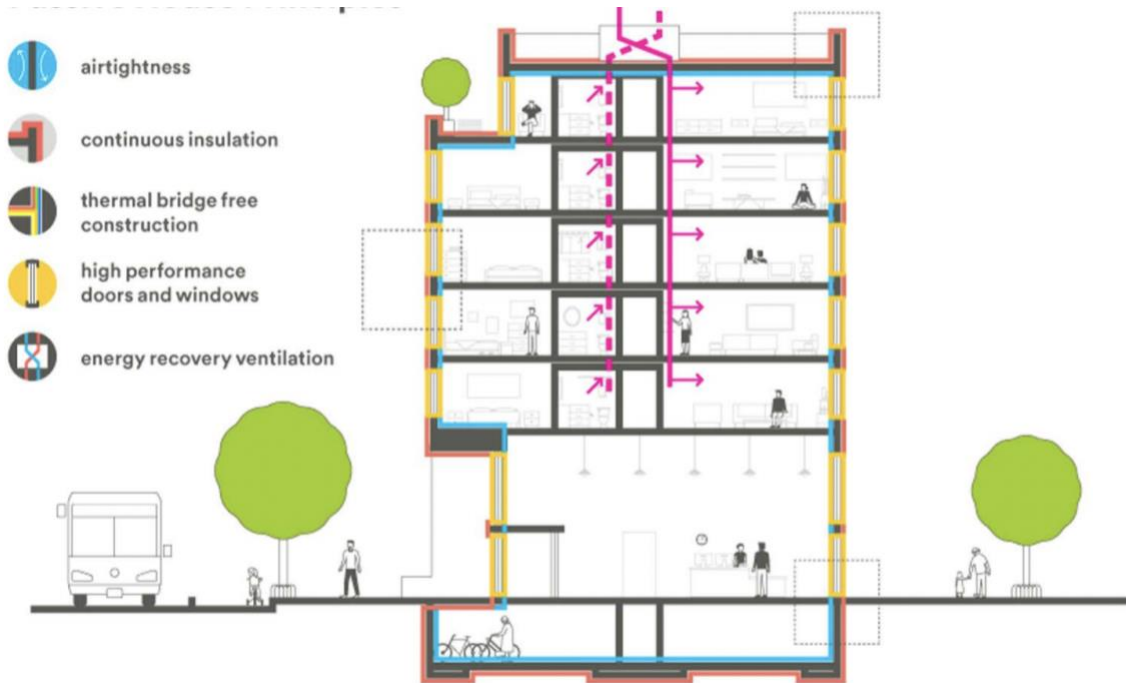 airtightness
continuous insulation
thermal bridge free
construction
high performance
doors and windows
energy recovery ventilation